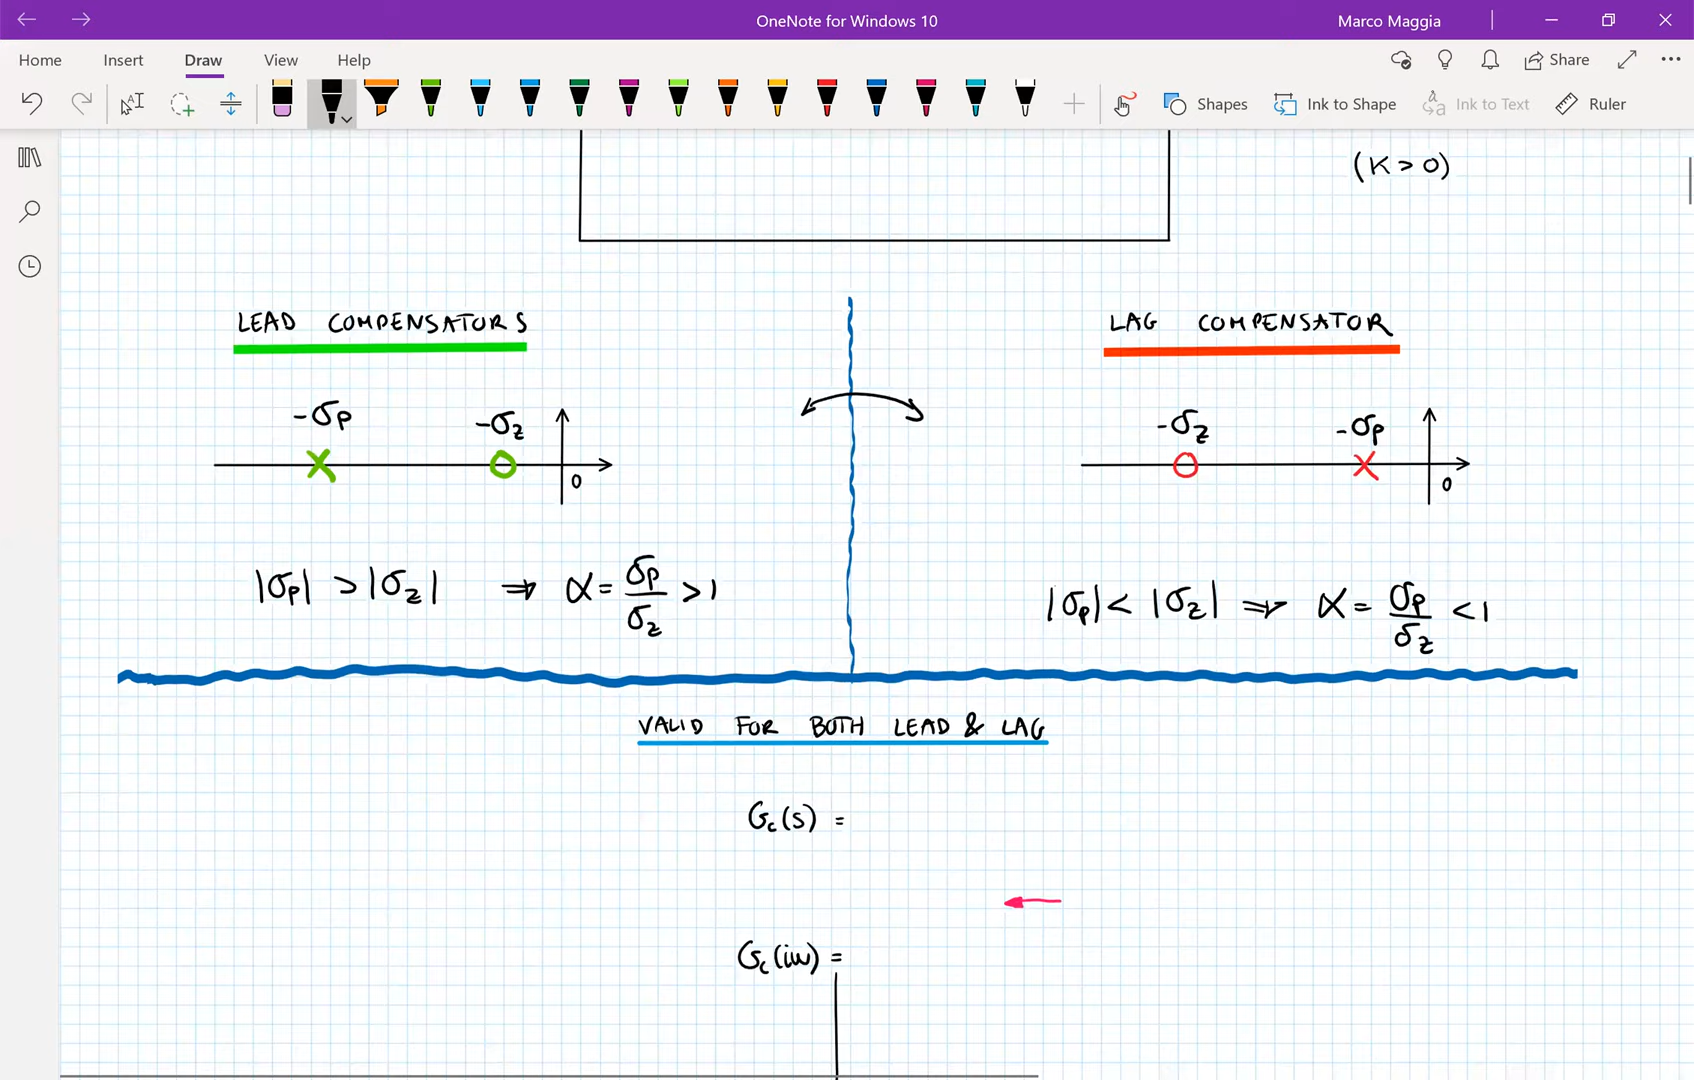 OneNote for Windows 10
Marco Maggia
Home Insert Draw View Help
Share
Shapes
Ink to Shape
Ink to Text
Ruler
(K > 0)
LEAD COMPENSATORS
LAG COMPENSATOR
-σp -σz
0
-σz -σp
0
|σp| > |σz| ⇒ α = σp/σz > 1
|σp| < |σz| ⇒ α = σp/σz < 1
VALID FOR BOTH LEAD & LAG
Gc(s) =
Gc(iω) =